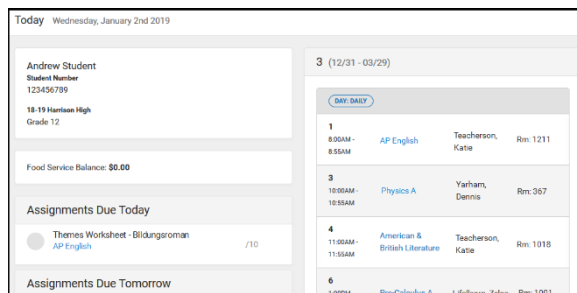 Today Wednesday, January 2nd 2019
Andrew Student
Student Number
123456789
18-19 Harrison High
Grade 12
Food Service Balance: $0.00
Assignments Due Today
Themes Worksheet - Bildungsroman
AP English
/10
Assignments Due Tomorrow
3 (12/31 - 03/29)
DAY: DAILY
1
8:00AM -
8:55AM
AP English
Teacherson,
Katie
Rm: 1211
3
10:00AM -
10:55AM
Physics A
Yarham,
Dennis
Rm: 367
4
11:00AM -
11:55AM
American &
British Literature
Teacherson,
Katie
Rm: 1018
6